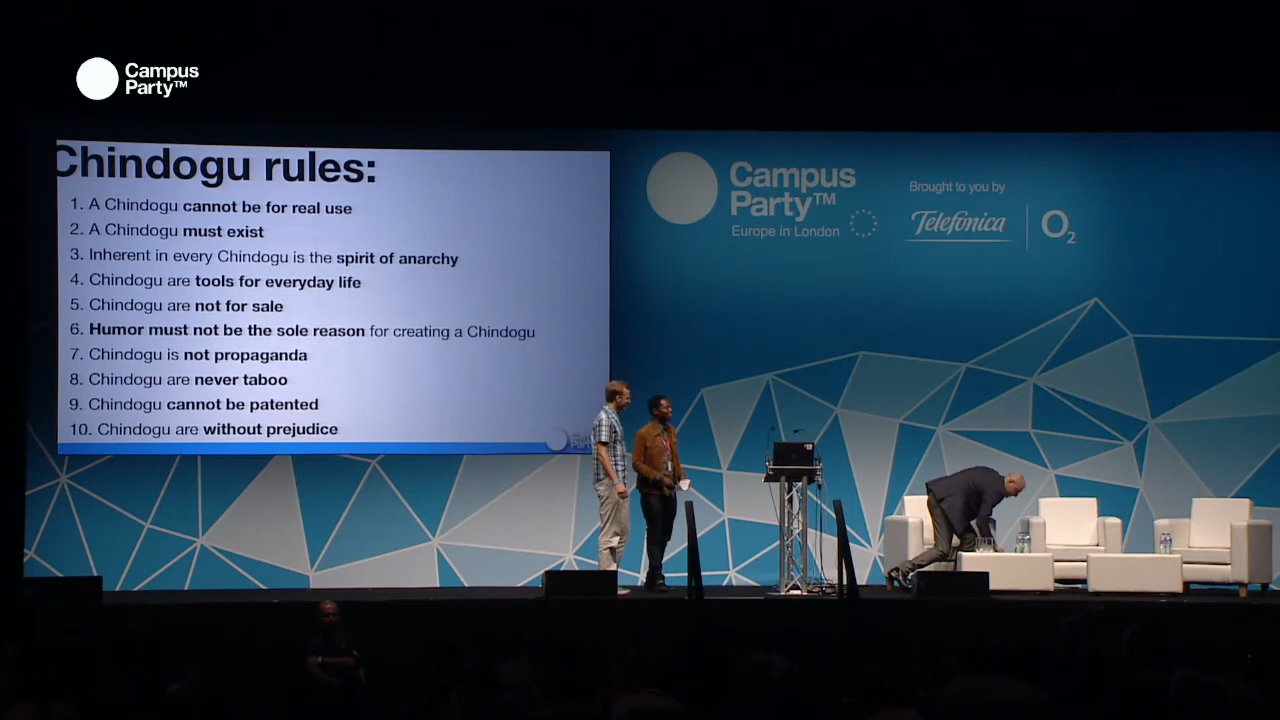 Campus
Party™
Chindogu rules:
1. A Chindogu cannot be for real use
2. A Chindogu must exist
3. Inherent in every Chindogu is the spirit of anarchy
4. Chindogu are tools for everyday life
5. Chindogu are not for sale
6. Humor must not be the sole reason for creating a Chindogu
7. Chindogu is not propaganda
8. Chindogu are never taboo
9. Chindogu cannot be patented
10. Chindogu are without prejudice
Campus
Party™
Europe in London
Brought to you by
Telefónica
O2